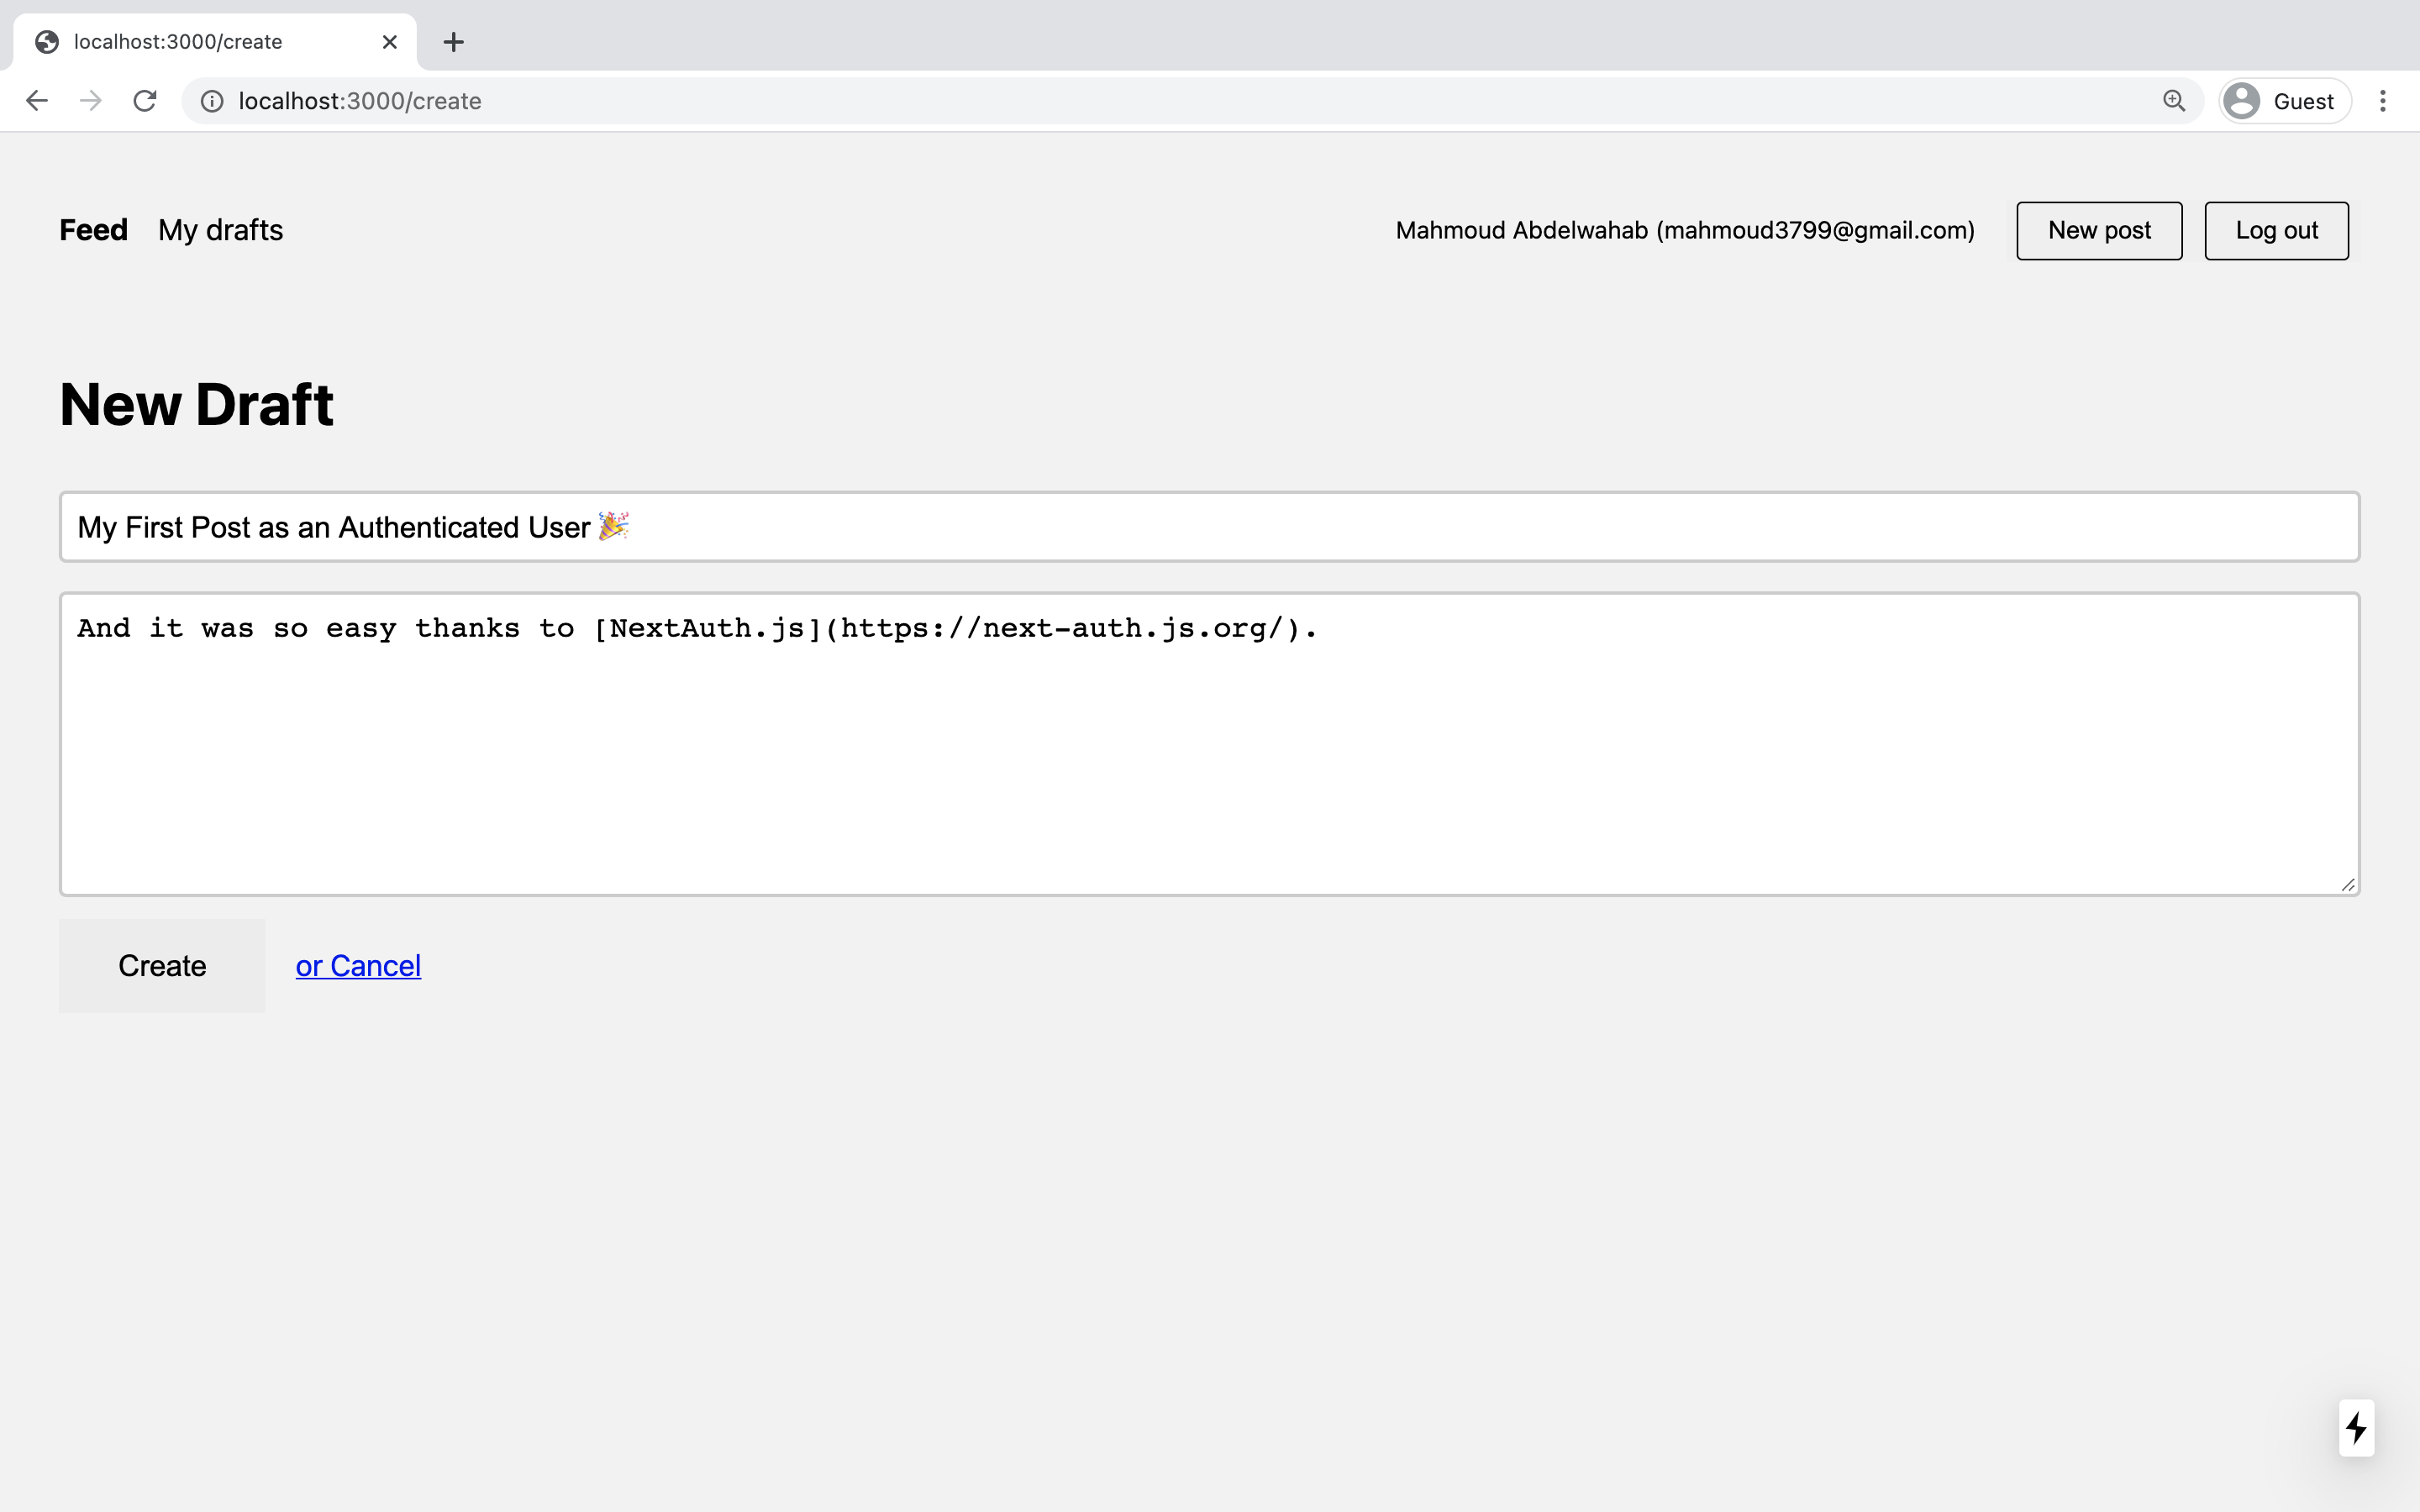 localhost:3000/create
localhost:3000/create
Guest
Feed My drafts
Mahmoud Abdelwahab (mahmoud3799@gmail.com) New post Log out
New Draft
My First Post as an Authenticated User 🎉
And it was so easy thanks to [NextAuth.js](https://next-auth.js.org/).
Create or Cancel